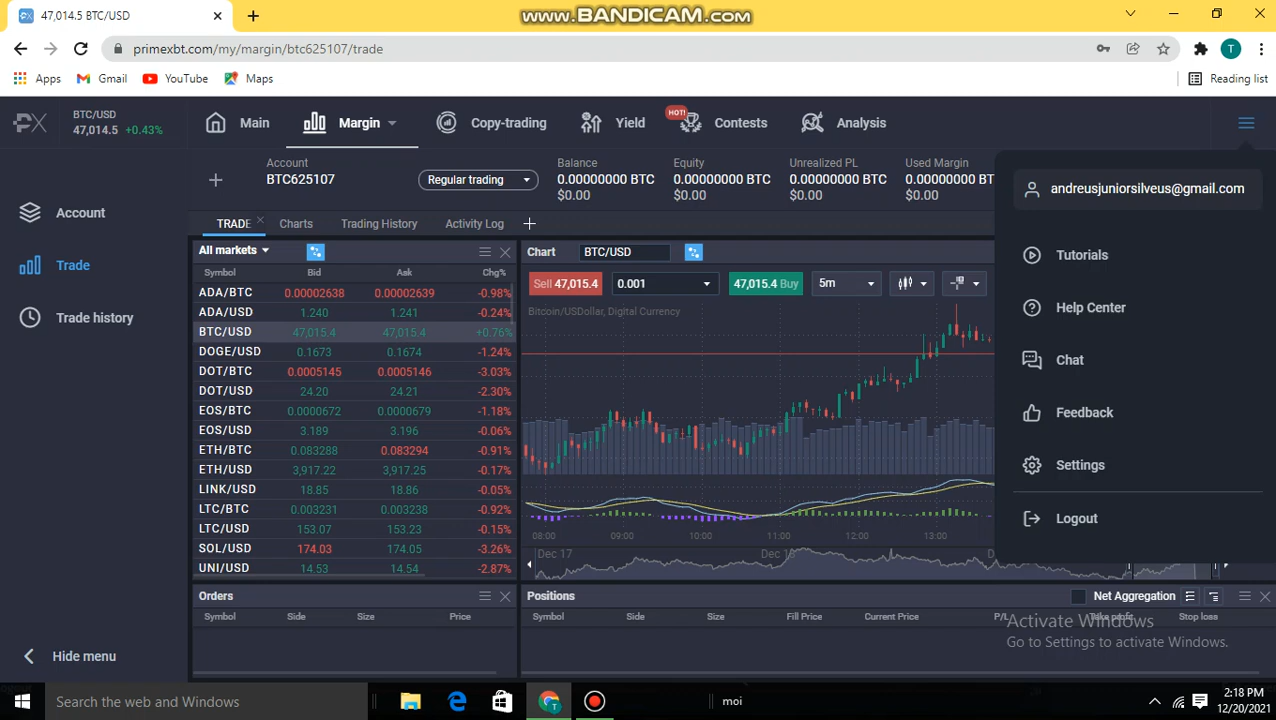 47,014.5 BTC/USD
www.BANDICAM.com
primexbt.com/my/margin/btc625107/trade
T
Apps Gmail YouTube Maps Reading list
BTC/USD
47,014.5 +0.43%
Main Margin Copy-trading Yield HOT! Contests Analysis
Account
BTC625107
Regular trading
Balance
0.00000000 BTC
$0.00
Equity
0.00000000 BTC
$0.00
Unrealized PL
0.00000000 BTC
$0.00
Used Margin
0.00000000 BT
$0.00
Account
Trade
Trade history
Hide menu
TRADE Charts Trading History Activity Log
All markets
Symbol Bid Ask Chg%
ADA/BTC 0.00002638 0.00002639 -0.98%
ADA/USD 1.240 1.241 -0.24%
BTC/USD 47,015.4 47,015.4 +0.76%
DOGE/USD 0.1673 0.1674 -1.24%
DOT/BTC 0.0005145 0.0005146 -3.03%
DOT/USD 24.20 24.21 -2.30%
EOS/BTC 0.0000672 0.0000679 -1.18%
EOS/USD 3.189 3.196 -0.06%
ETH/BTC 0.083288 0.083294 -0.91%
ETH/USD 3,917.22 3,917.25 -0.17%
LINK/USD 18.85 18.86 -0.05%
LTC/BTC 0.003231 0.003238 -0.92%
LTC/USD 153.07 153.23 -0.15%
SOL/USD 174.03 174.05 -3.26%
UNI/USD 14.53 14.54 -2.87%
Chart BTC/USD
Sell 47,015.4 0.001 47,015.4 Buy 5m
Bitcoin/USDollar, Digital Currency
08:00 09:00 10:00 11:00 12:00 13:00
Dec 17
andreusjuniorsilveus@gmail.com
Tutorials
Help Center
Chat
Feedback
Settings
Logout
Orders
Symbol Side Size Price
Positions Net Aggregation
Symbol Side Size Fill Price Current Price P/L Take profit Stop loss
Activate Windows
Go to Settings to activate Windows.
Search the web and Windows
moi
2:18 PM
12/20/2021